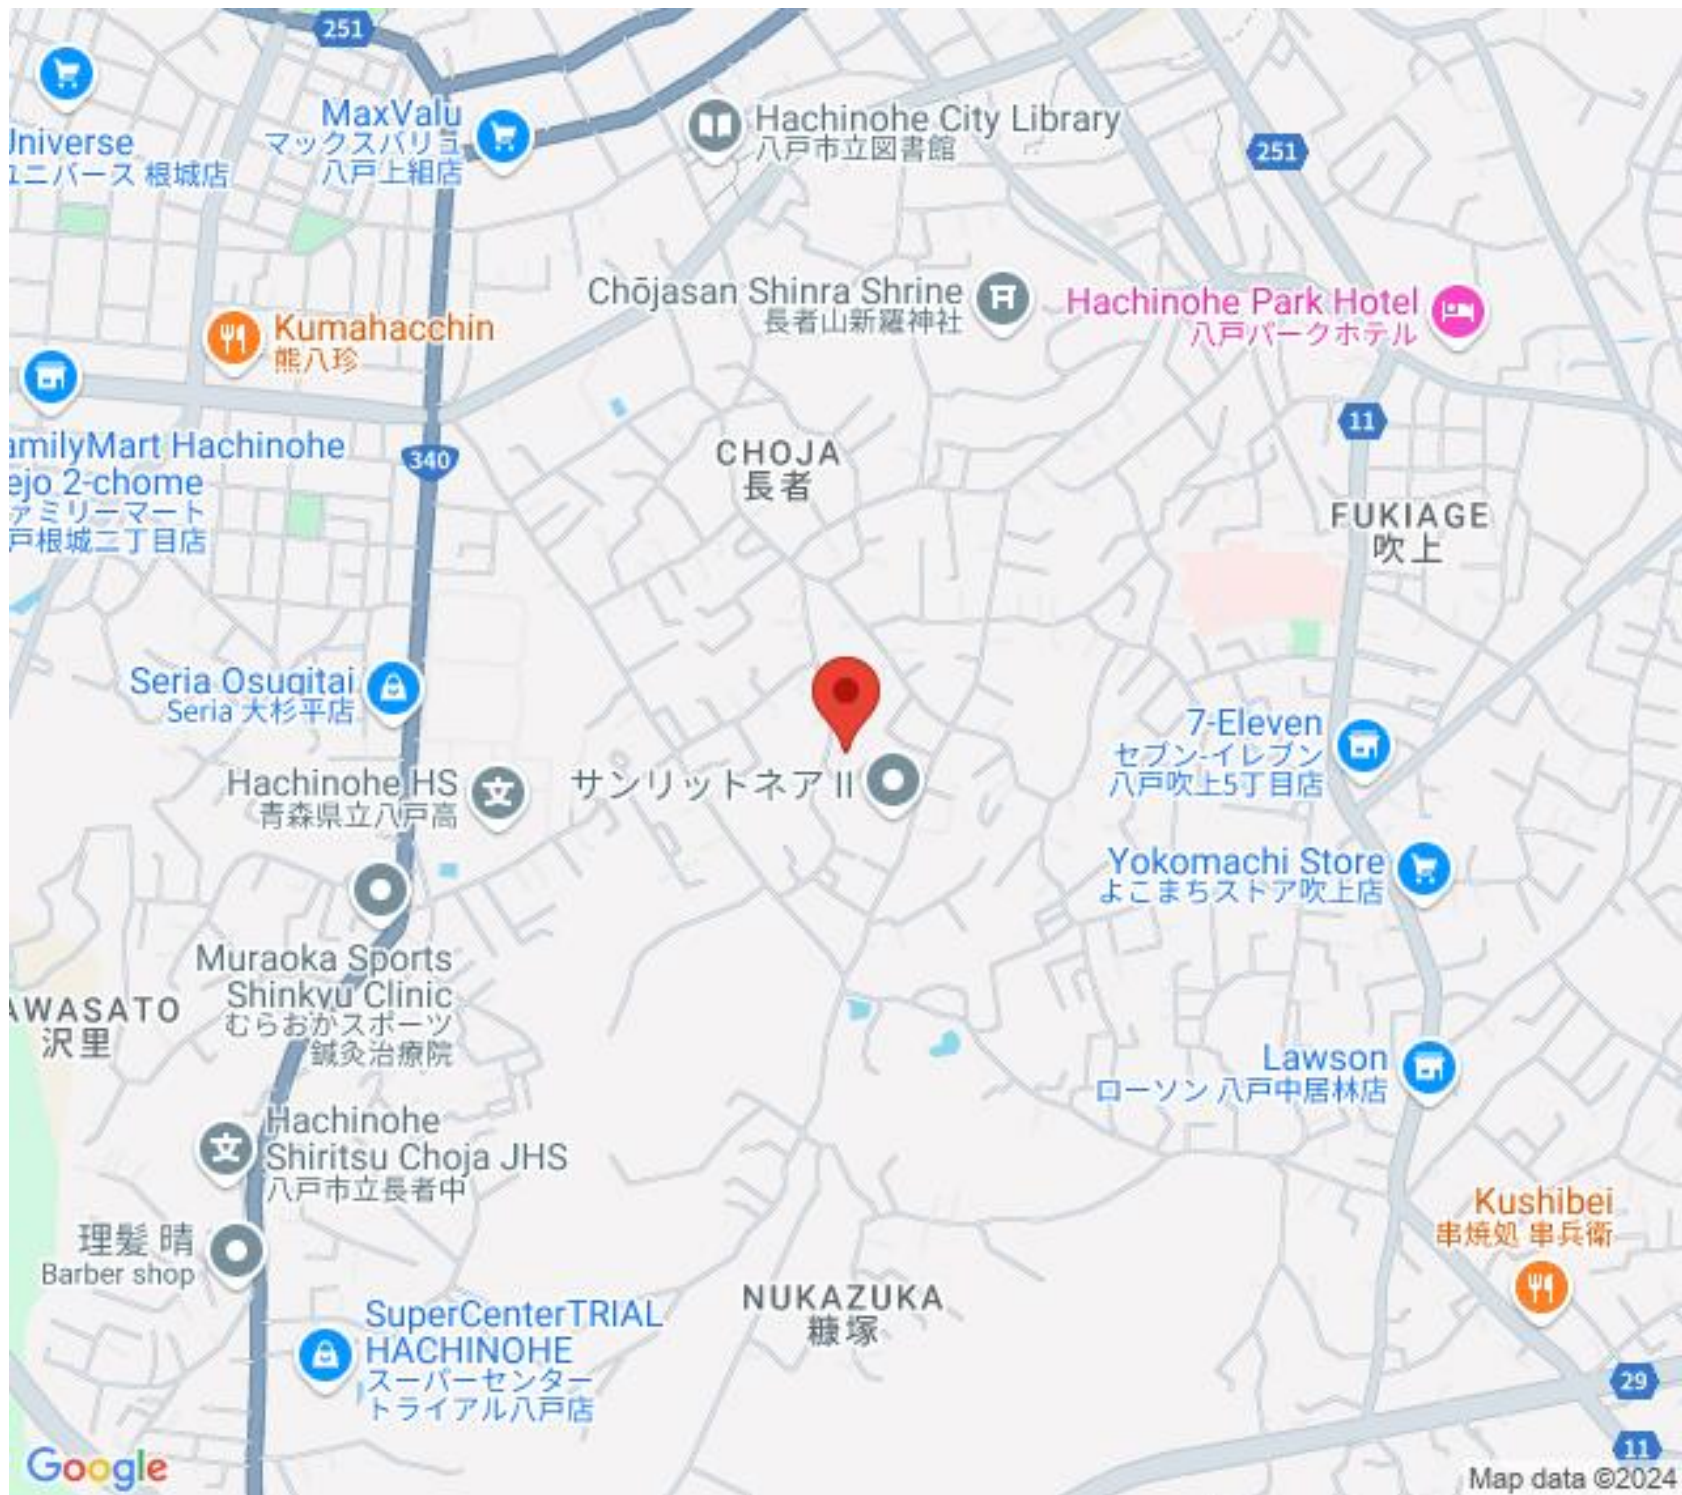 251
MaxValu
マックスバリュ
八戸上組店
Hachinohe City Library
八戸市立図書館
251
Universe
ユニバース 根城店
Chōjasan Shinra Shrine
長者山新羅神社
Hachinohe Park Hotel
八戸パークホテル
Kumahacchin
熊八珍
11
amilyMart Hachinohe
ejo 2-chome
ァミリーマート
戸根城二丁目店
340
CHOJA
長者
FUKIAGE
吹上
Seria Osugitai
Seria 大杉平店
7-Eleven
セブン-イレブン
八戸吹上5丁目店
Hachinohe HS
青森県立八戸高
サンリットネア II
Yokomachi Store
よこまちストア吹上店
Muraoka Sports
Shinkyu Clinic
むらおかスポーツ
鍼灸治療院
AWASATO
沢里
Lawson
ローソン 八戸中居林店
Hachinohe
Shiritsu Choja JHS
八戸市立長者中
Kushibei
串焼処 串兵衛
理髪 晴
Barber shop
NUKAZUKA
糠塚
SuperCenterTRIAL
HACHINOHE
スーパーセンター
トライアル八戸店
29
11
Google
Map data ©2024